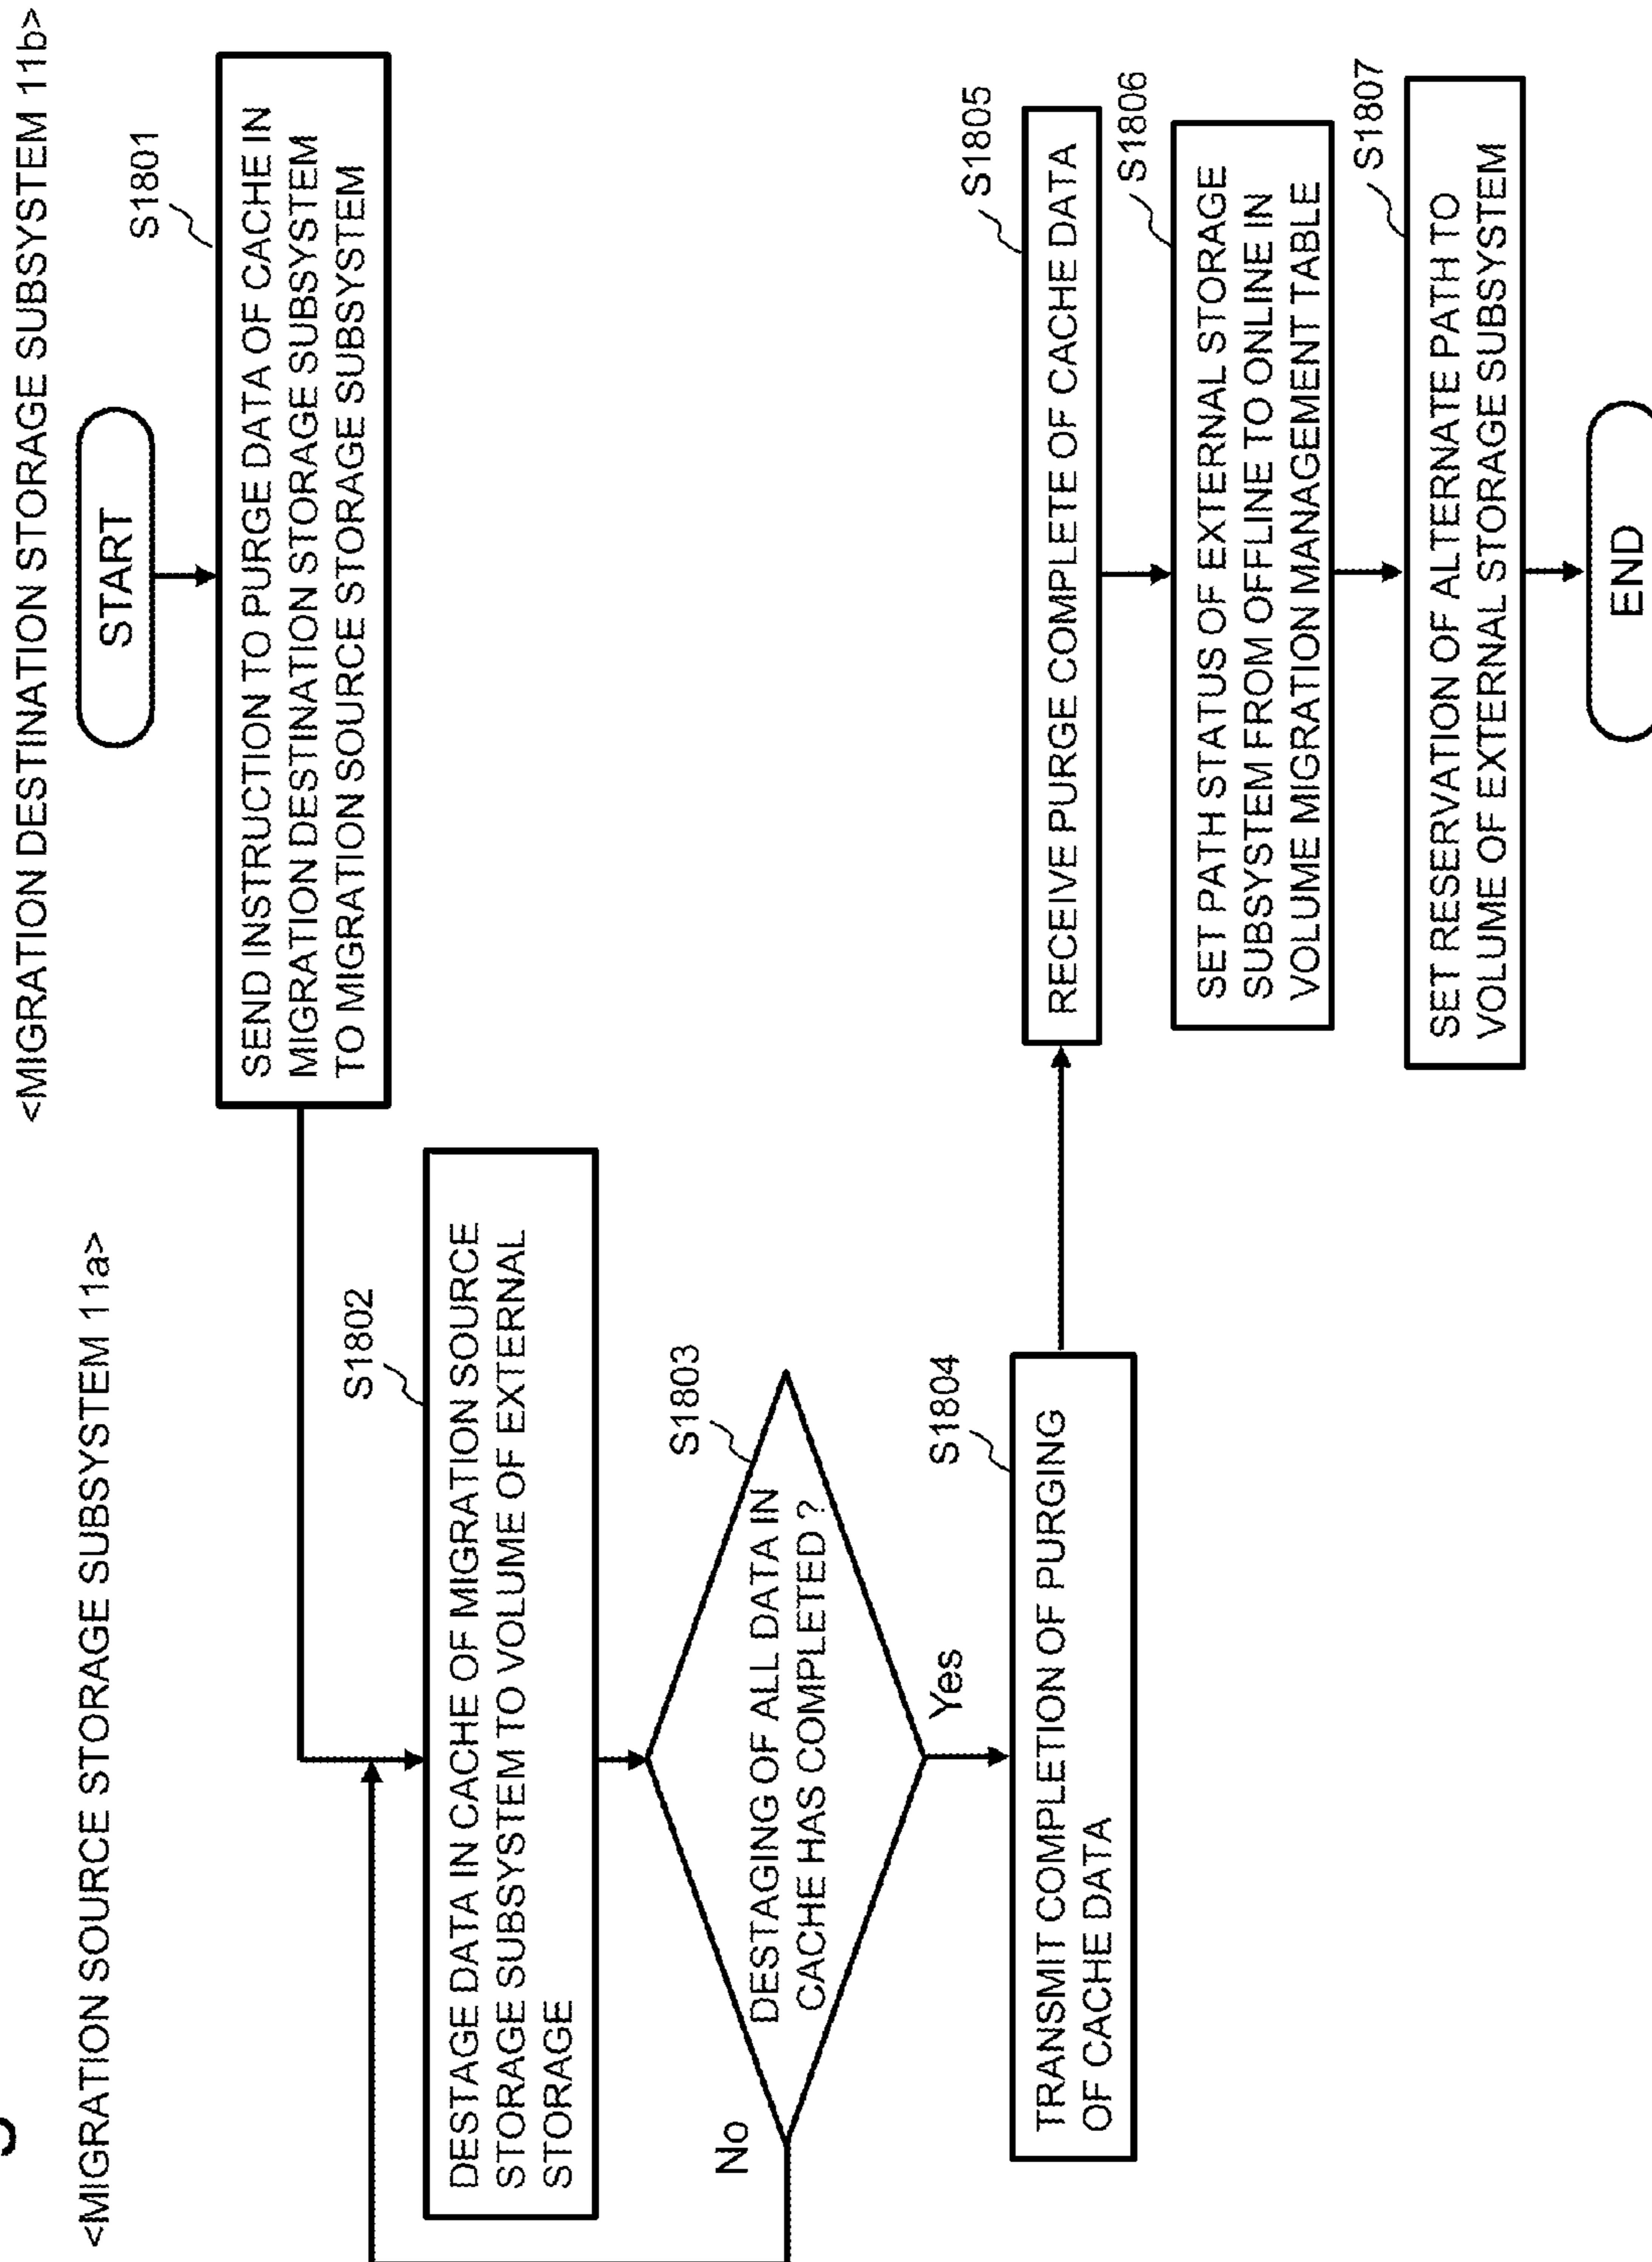 <MIGRATION SOURCE STORAGE SUBSYSTEM 11a>
<MIGRATION DESTINATION STORAGE SUBSYSTEM 11b>
START
S1801
SEND INSTRUCTION TO PURGE DATA OF CACHE IN
MIGRATION DESTINATION STORAGE SUBSYSTEM
TO MIGRATION SOURCE STORAGE SUBSYSTEM
S1802
DESTAGE DATA IN CACHE OF MIGRATION SOURCE
STORAGE SUBSYSTEM TO VOLUME OF EXTERNAL
STORAGE
S1803
DESTAGING OF ALL DATA IN
CACHE HAS COMPLETED ?
No
Yes
S1804
TRANSMIT COMPLETION OF PURGING
OF CACHE DATA
S1805
RECEIVE PURGE COMPLETE OF CACHE DATA
S1806
SET PATH STATUS OF EXTERNAL STORAGE
SUBSYSTEM FROM OFFLINE TO ONLINE IN
VOLUME MIGRATION MANAGEMENT TABLE
S1807
SET RESERVATION OF ALTERNATE PATH TO
VOLUME OF EXTERNAL STORAGE SUBSYSTEM
END